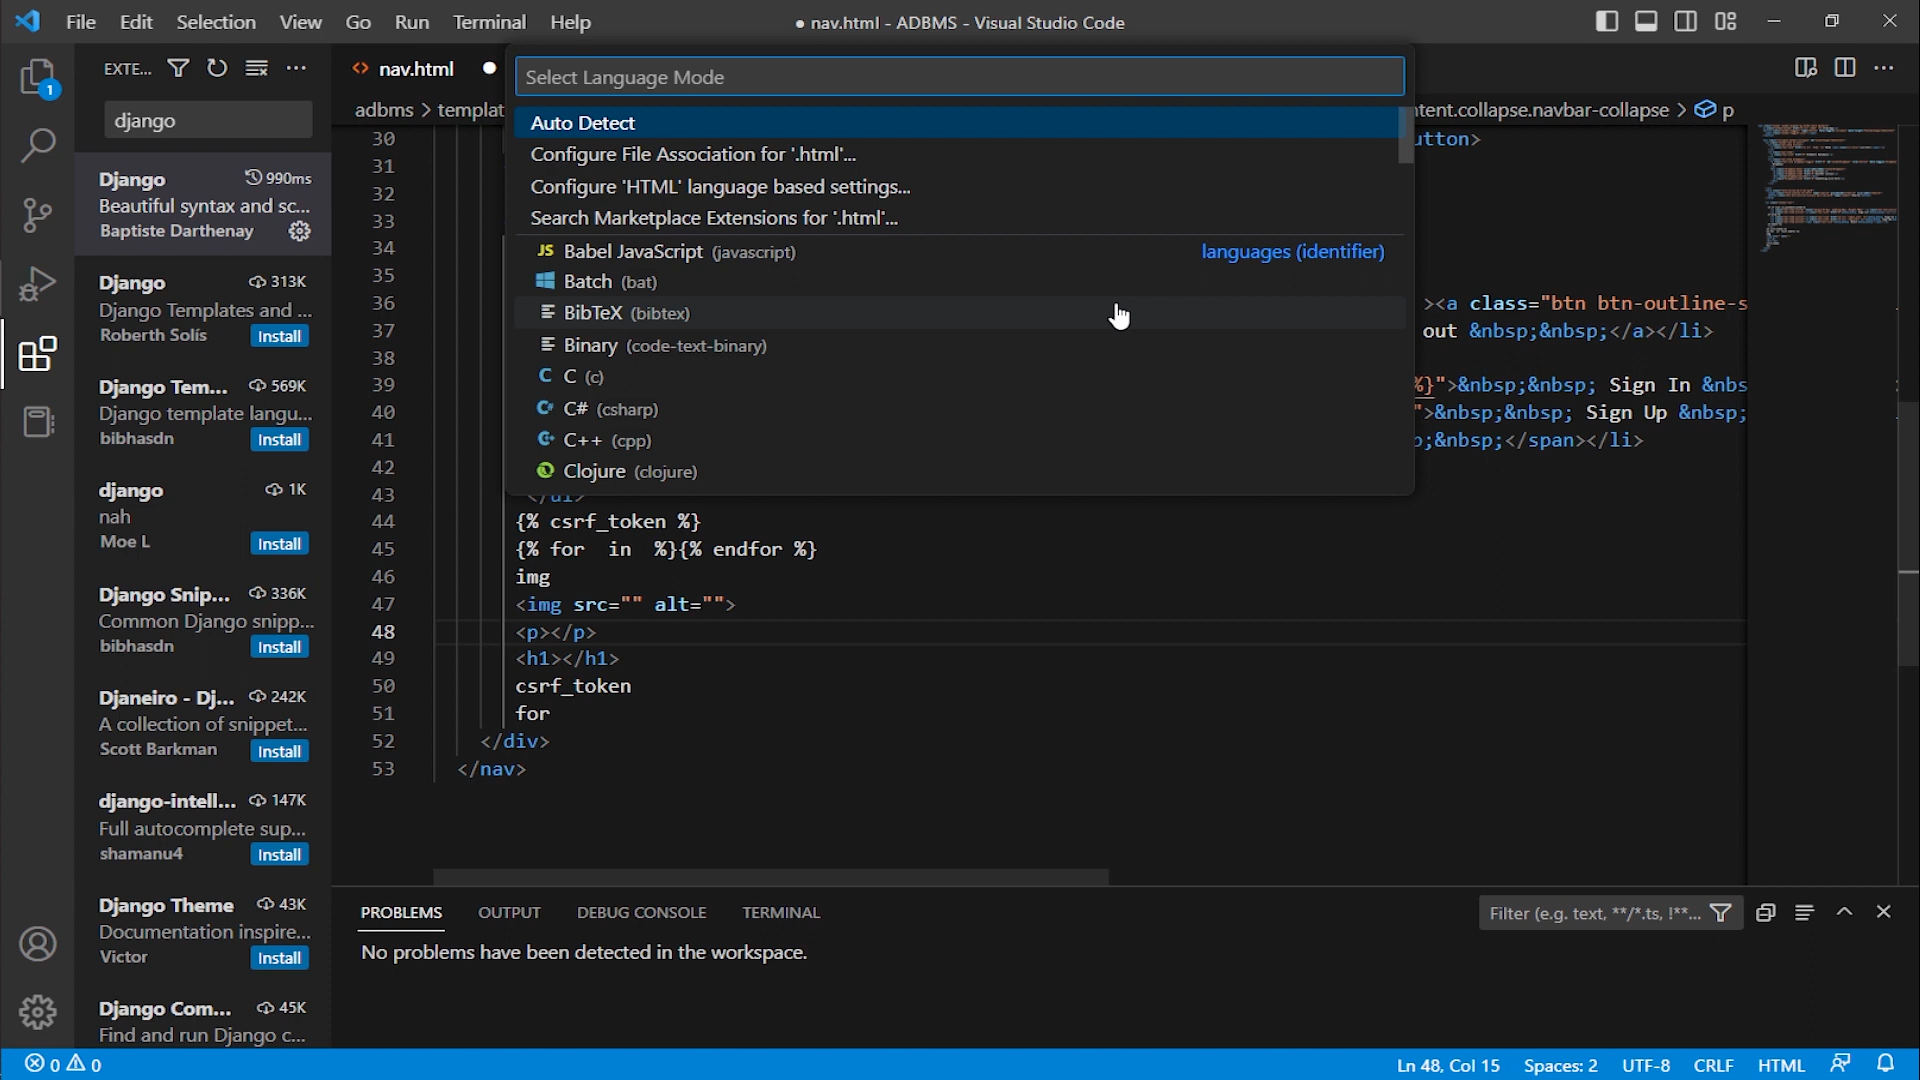 File Edit Selection View Go Run Terminal Help
● nav.html - ADBMS - Visual Studio Code
EXTE...
django
Django 990ms
Beautiful syntax and sc...
Baptiste Darthenay
Django 313K
Django Templates and ...
Roberth Solís Install
Django Tem... 569K
Django template langu...
bibhasdn Install
django 1K
nah
Moe L Install
Django Snip... 336K
Common Django snipp...
bibhasdn Install
Djaneiro - Dj... 242K
A collection of snippet...
Scott Barkman Install
django-intell... 147K
Full autocomplete sup...
shamanu4 Install
Django Theme 43K
Documentation inspire...
Victor Install
Django Com... 45K
Find and run Django c...
1
<> nav.html ●
adbms > templat
ntent.collapse.navbar-collapse > p
Select Language Mode
Auto Detect
Configure File Association for '.html'...
Configure 'HTML' language based settings...
Search Marketplace Extensions for '.html'...
JS Babel JavaScript (javascript) languages (identifier)
Batch (bat)
BibTeX (bibtex)
Binary (code-text-binary)
C C (c)
C# (csharp)
C++ (cpp)
Clojure (clojure)
30 utton>
31
32
33
34
35
36 ><a class="btn btn-outline-s
37 out &nbsp;&nbsp;</a></li>
38
39 %}">&nbsp;&nbsp; Sign In &nbs
40 ">&nbsp;&nbsp; Sign Up &nbsp;
41 p;&nbsp;</span></li>
42
43 </ul>
44 {% csrf_token %}
45 {% for  in  %}{% endfor %}
46 img
47 <img src="" alt="">
48 <p></p>
49 <h1></h1>
50 csrf_token
51 for
52 </div>
53 </nav>
PROBLEMS OUTPUT DEBUG CONSOLE TERMINAL
Filter (e.g. text, **/*.ts, !**...
No problems have been detected in the workspace.
0 0
Ln 48, Col 15 Spaces: 2 UTF-8 CRLF HTML